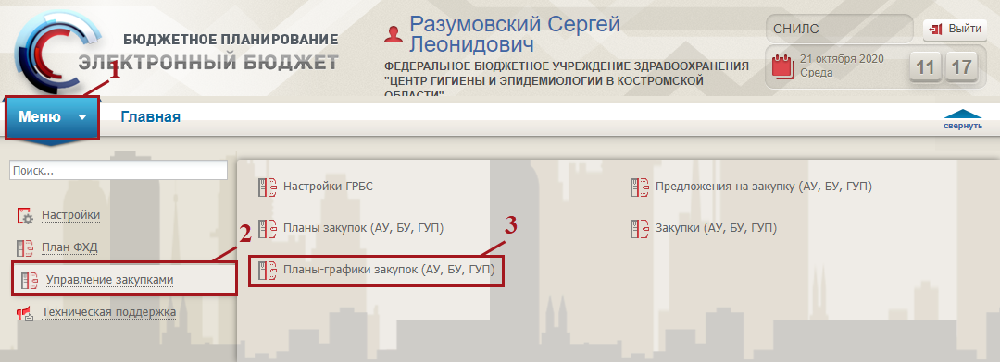 БЮДЖЕТНОЕ ПЛАНИРОВАНИЕ
ЭЛЕКТРОННЫЙ БЮДЖЕТ
Разумовский Сергей
Леонидович
ФЕДЕРАЛЬНОЕ БЮДЖЕТНОЕ УЧРЕЖДЕНИЕ ЗДРАВООХРАНЕНИЯ
"ЦЕНТР ГИГИЕНЫ И ЭПИДЕМИОЛОГИИ В КОСТРОМСКОЙ
ОБЛАСТИ"
СНИЛС
Выйти
21 октября 2020
Среда
11 17
1
Меню
Главная
свернуть
Поиск...
Настройки
План ФХД
2
Управление закупками
Техническая поддержка
Настройки ГРБС
Предложения на закупку (АУ, БУ, ГУП)
Планы закупок (АУ, БУ, ГУП)
Закупки (АУ, БУ, ГУП)
3
Планы-графики закупок (АУ, БУ, ГУП)